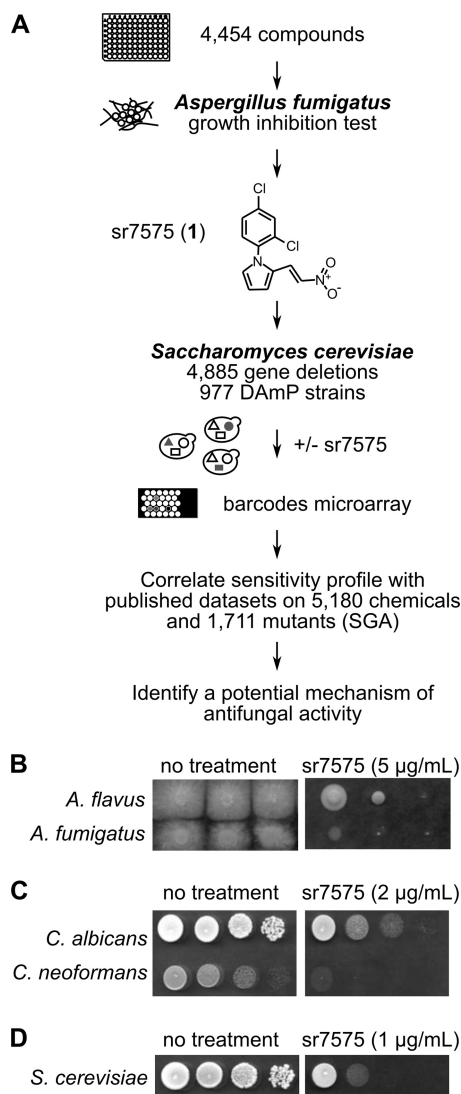 A
4,454 compounds
Aspergillus fumigatus
growth inhibition test
Cl
sr7575 (1)
Cl
N
O
N+
O-
Saccharomyces cerevisiae
4,885 gene deletions
977 DAmP strains
+/- sr7575
barcodes microarray
Correlate sensitivity profile with
published datasets on 5,180 chemicals
and 1,711 mutants (SGA)
Identify a potential mechanism of
antifungal activity
B
no treatment sr7575 (5 μg/mL)
A. flavus
A. fumigatus
C
no treatment sr7575 (2 μg/mL)
C. albicans
C. neoformans
D
no treatment sr7575 (1 μg/mL)
S. cerevisiae